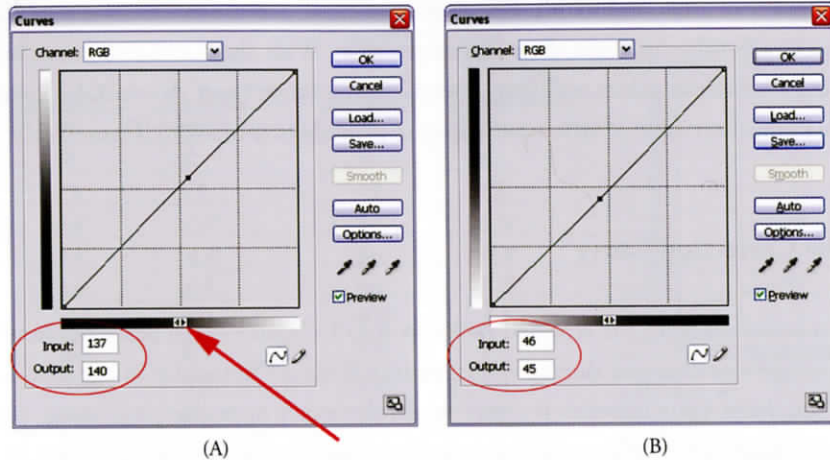 Curves
Channel: RGB
OK
Cancel
Load...
Save...
Smooth
Auto
Options...
Preview
Input: 137
Output: 140
(A)
Curves
Channel: RGB
OK
Cancel
Load...
Save...
Smooth
Auto
Options...
Preview
Input: 46
Output: 45
(B)